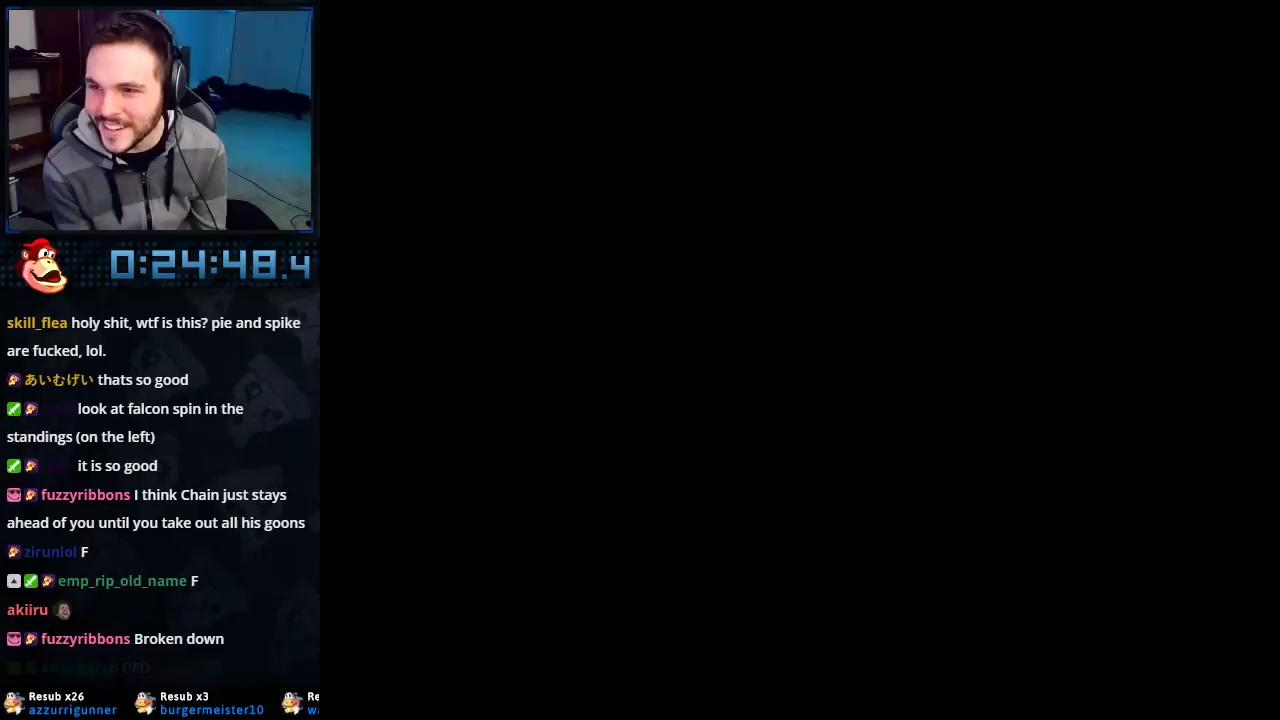 0:24:48.4
skill_flea holy shit, wtf is this? pie and spike
are fucked, lol.
あいむげい thats so good
look at falcon spin in the
standings (on the left)
it is so good
fuzzyribbons I think Chain just stays
ahead of you until you take out all his goons
zirunlol F
emp_rip_old_name F
akiiru
fuzzyribbons Broken down
Resub x26
azzurrigunner
Resub x3
burgermeister10
Re
wa